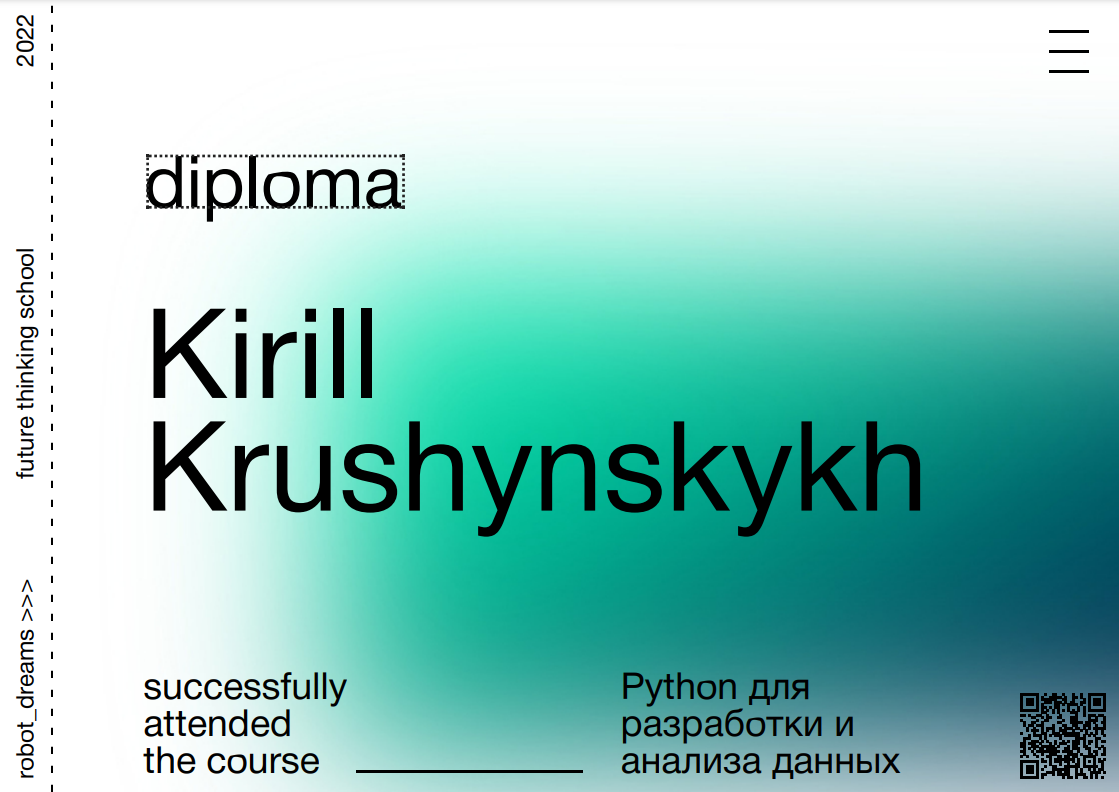 2022
future thinking school
robot_dreams >>>
diploma
Kirill
Krushynskykh
successfully
attended
the course
Python для
разработки и
анализа данных